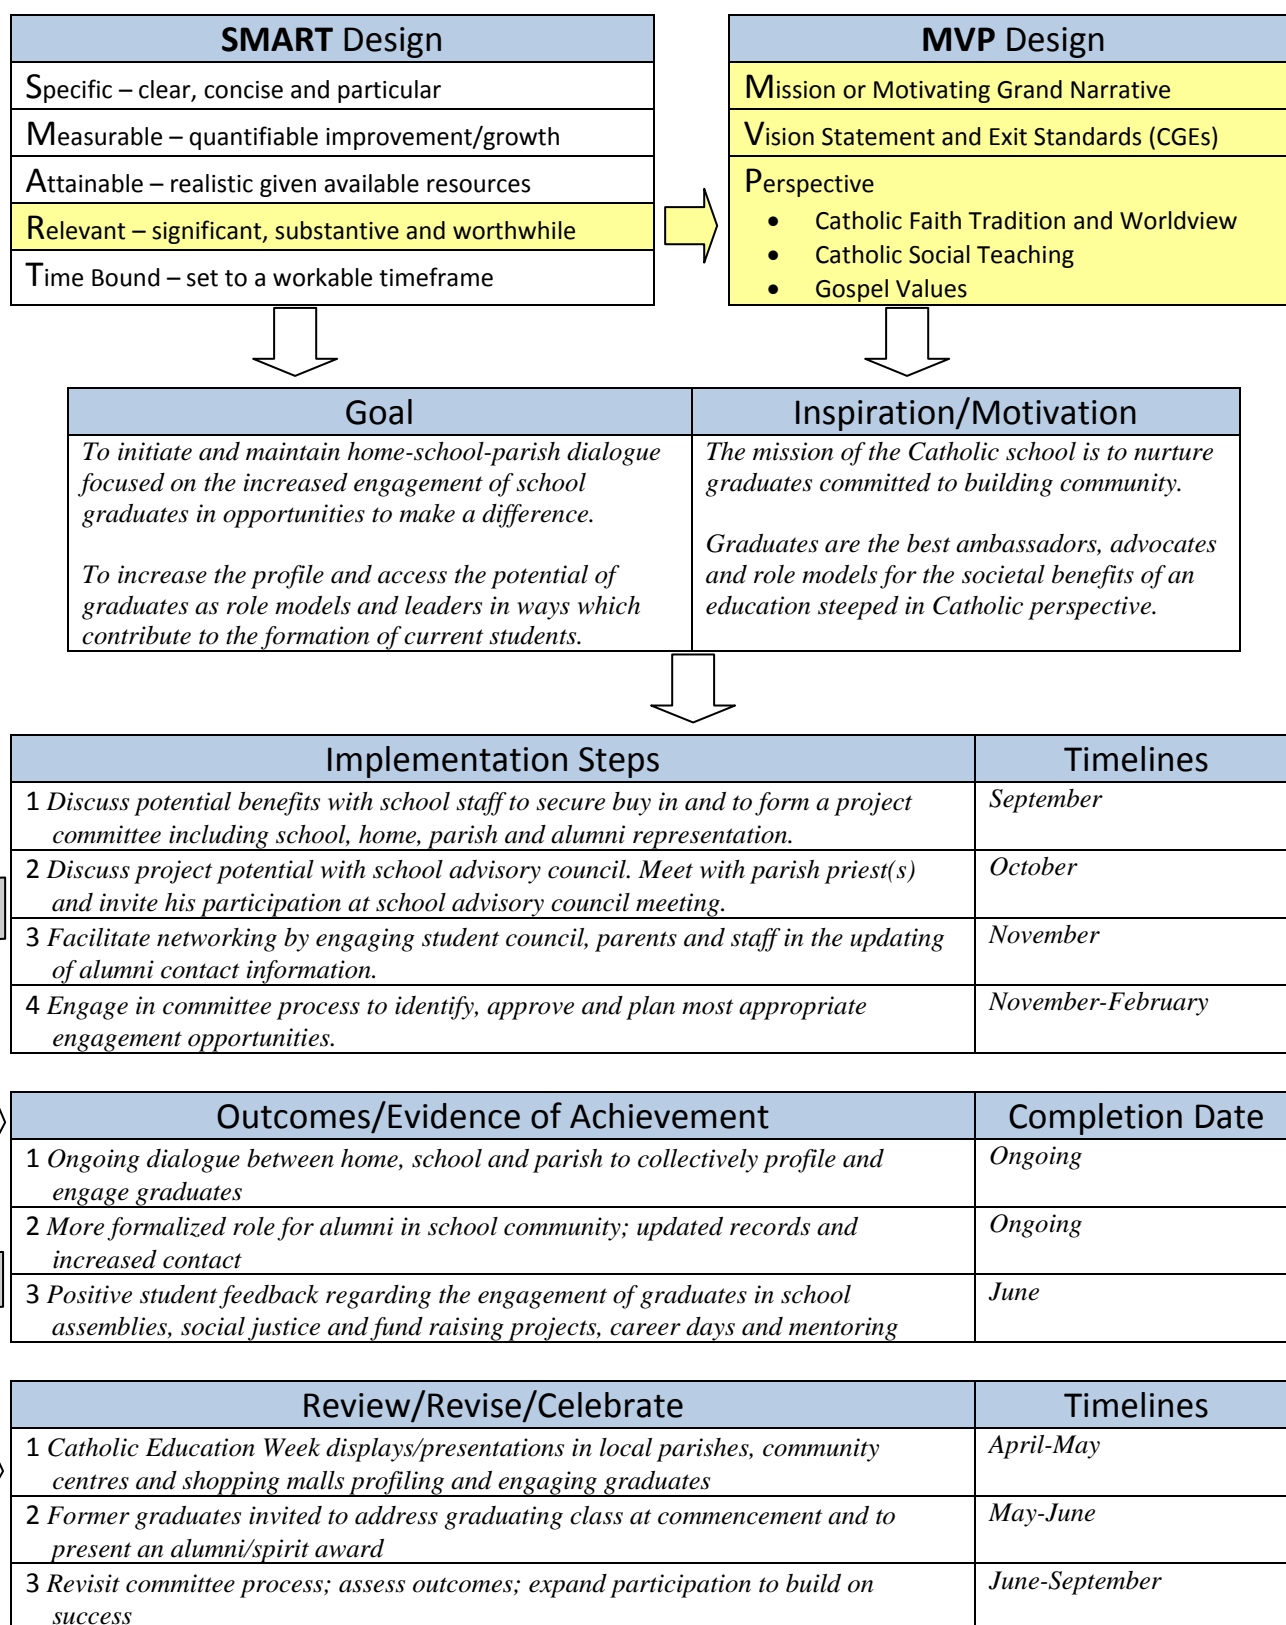 SMART Design
Specific – clear, concise and particular
Measurable – quantifiable improvement/growth
Attainable – realistic given available resources
Relevant – significant, substantive and worthwhile
Time Bound – set to a workable timeframe
MVP Design
Mission or Motivating Grand Narrative
Vision Statement and Exit Standards (CGEs)
Perspective
• Catholic Faith Tradition and Worldview
• Catholic Social Teaching
• Gospel Values
Goal
To initiate and maintain home-school-parish dialogue
focused on the increased engagement of school
graduates in opportunities to make a difference.
To increase the profile and access the potential of
graduates as role models and leaders in ways which
contribute to the formation of current students.
Inspiration/Motivation
The mission of the Catholic school is to nurture
graduates committed to building community.
Graduates are the best ambassadors, advocates
and role models for the societal benefits of an
education steeped in Catholic perspective.
Implementation Steps
Timelines
1 Discuss potential benefits with school staff to secure buy in and to form a project
committee including school, home, parish and alumni representation.
September
2 Discuss project potential with school advisory council. Meet with parish priest(s)
and invite his participation at school advisory council meeting.
October
3 Facilitate networking by engaging student council, parents and staff in the updating
of alumni contact information.
November
4 Engage in committee process to identify, approve and plan most appropriate
engagement opportunities.
November-February
Outcomes/Evidence of Achievement
Completion Date
1 Ongoing dialogue between home, school and parish to collectively profile and
engage graduates
Ongoing
2 More formalized role for alumni in school community; updated records and
increased contact
Ongoing
3 Positive student feedback regarding the engagement of graduates in school
assemblies, social justice and fund raising projects, career days and mentoring
June
Review/Revise/Celebrate
Timelines
1 Catholic Education Week displays/presentations in local parishes, community
centres and shopping malls profiling and engaging graduates
April-May
2 Former graduates invited to address graduating class at commencement and to
present an alumni/spirit award
May-June
3 Revisit committee process; assess outcomes; expand participation to build on
success
June-September